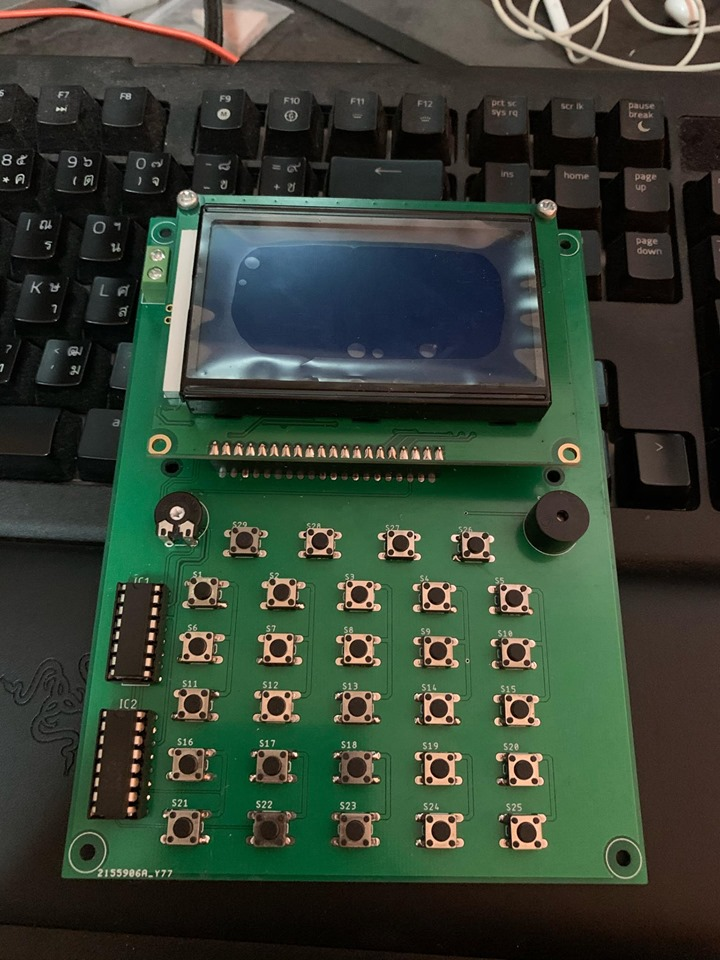 F7
F8
F9
F10
F11
F12
prt sc
sys rq
scr lk
pause
break
ins
home
page
up
page
down
S29
S28
S27
S26
IC1
S1
S2
S3
S4
S5
S6
S7
S8
S9
S10
S11
S12
S13
S14
S15
IC2
S16
S17
S18
S19
S20
S21
S22
S23
S24
S25
2155906A_Y77